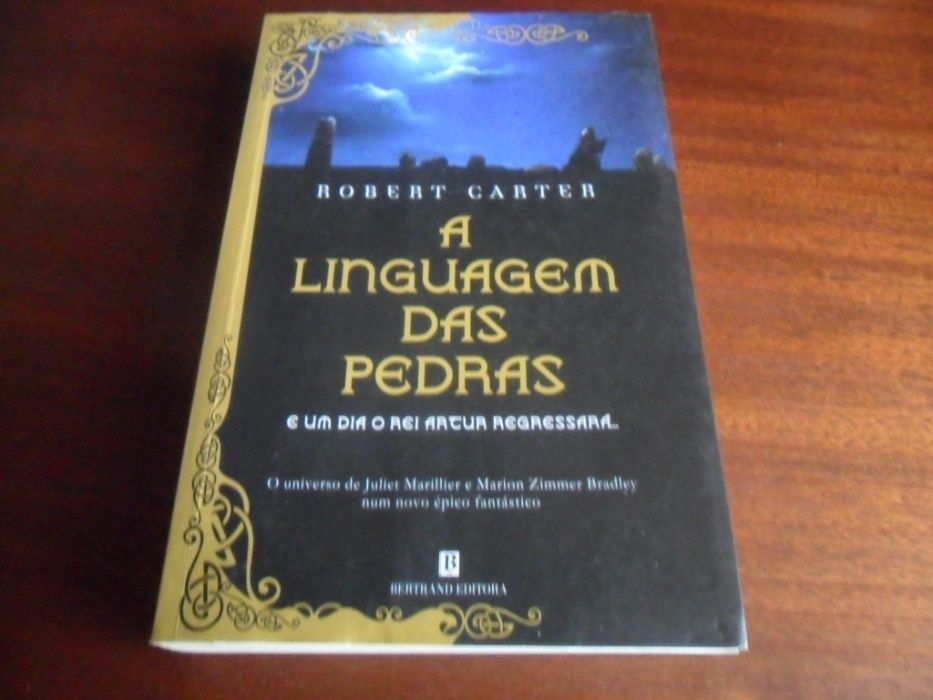 ROBERT CARTER
A
LINGUAGEM
DAS
PEDRAS
E UM DIA O REI ARTUR REGRESSARÁ...
O universo de Juliet Marillier e Marion Zimmer Bradley
num novo épico fantástico
B
BERTRAND EDITORA